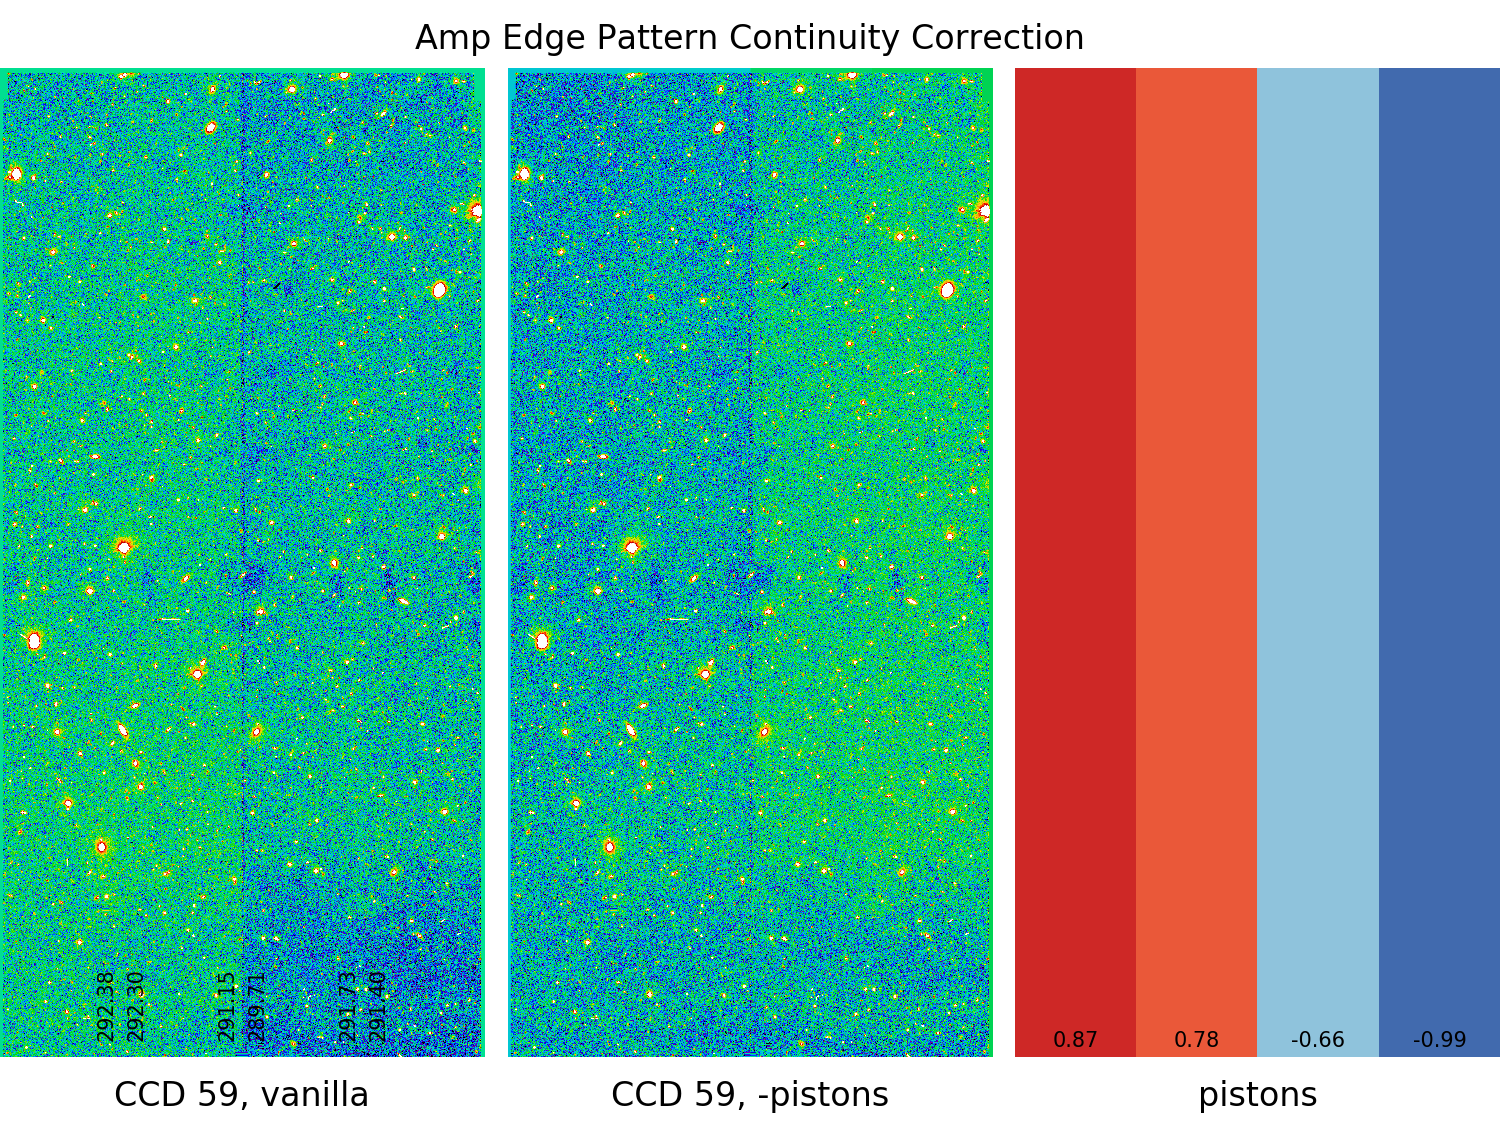 Amp Edge Pattern Continuity Correction
292.38
292.30
291.15
289.71
291.73
291.40
0.87
0.78
-0.66
-0.99
CCD 59, vanilla
CCD 59, -pistons
pistons